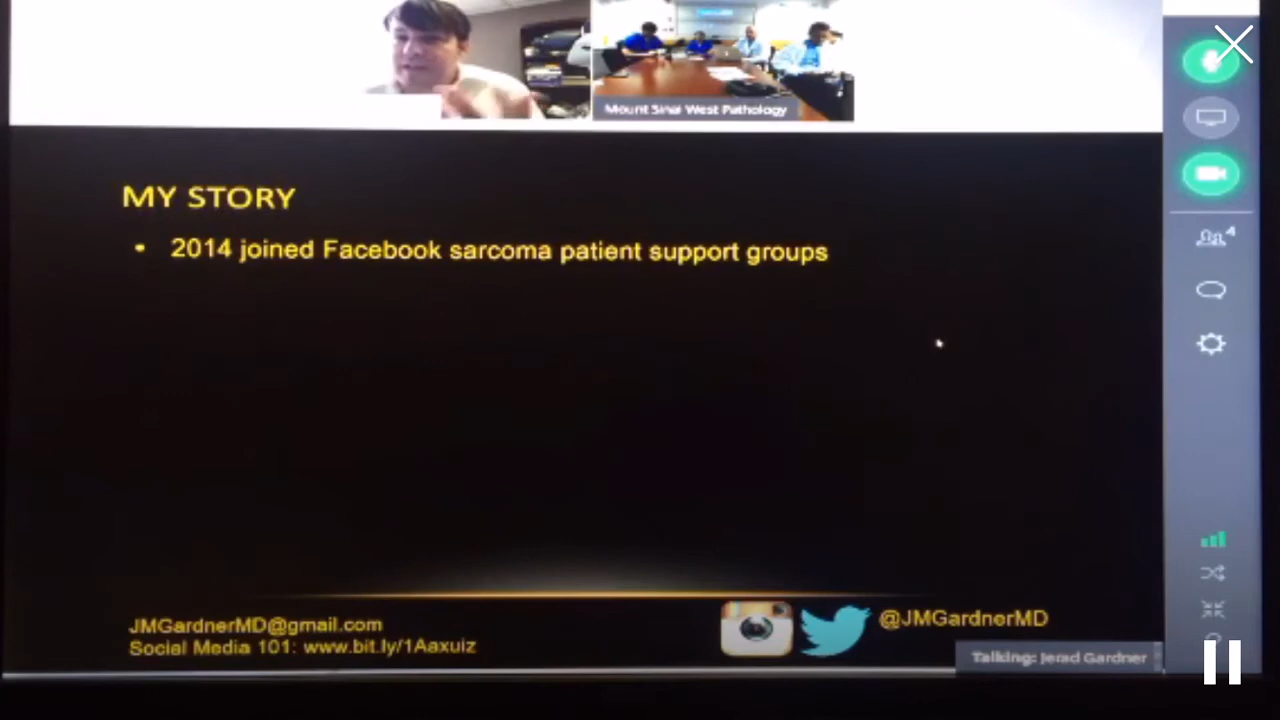 Mount Sinai West Pathology
4
MY STORY
• 2014 joined Facebook sarcoma patient support groups
JMGardnerMD@gmail.com
Social Media 101: www.bit.ly/1Aaxuiz
@JMGardnerMD
Talking: Jerad Gardner